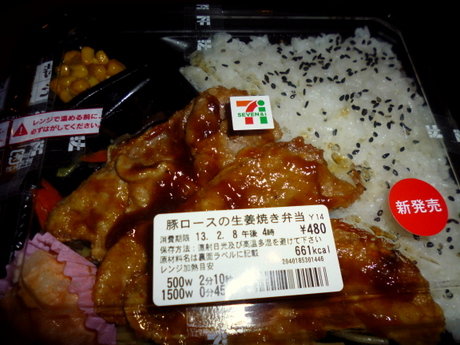 レンジで温める前に、
必ずはがしてください。
SEVEN&i
新発売
豚ロースの生姜焼き弁当 Y14
消費期限 13. 2. 8 午後 4時 ¥480
保存方法:直射日光及び高温多湿を避けて下さい
原材料名は裏面ラベルに記載 661kcal
レンジ加熱目安 2040185301446
500W 2分10
1500W 0分45